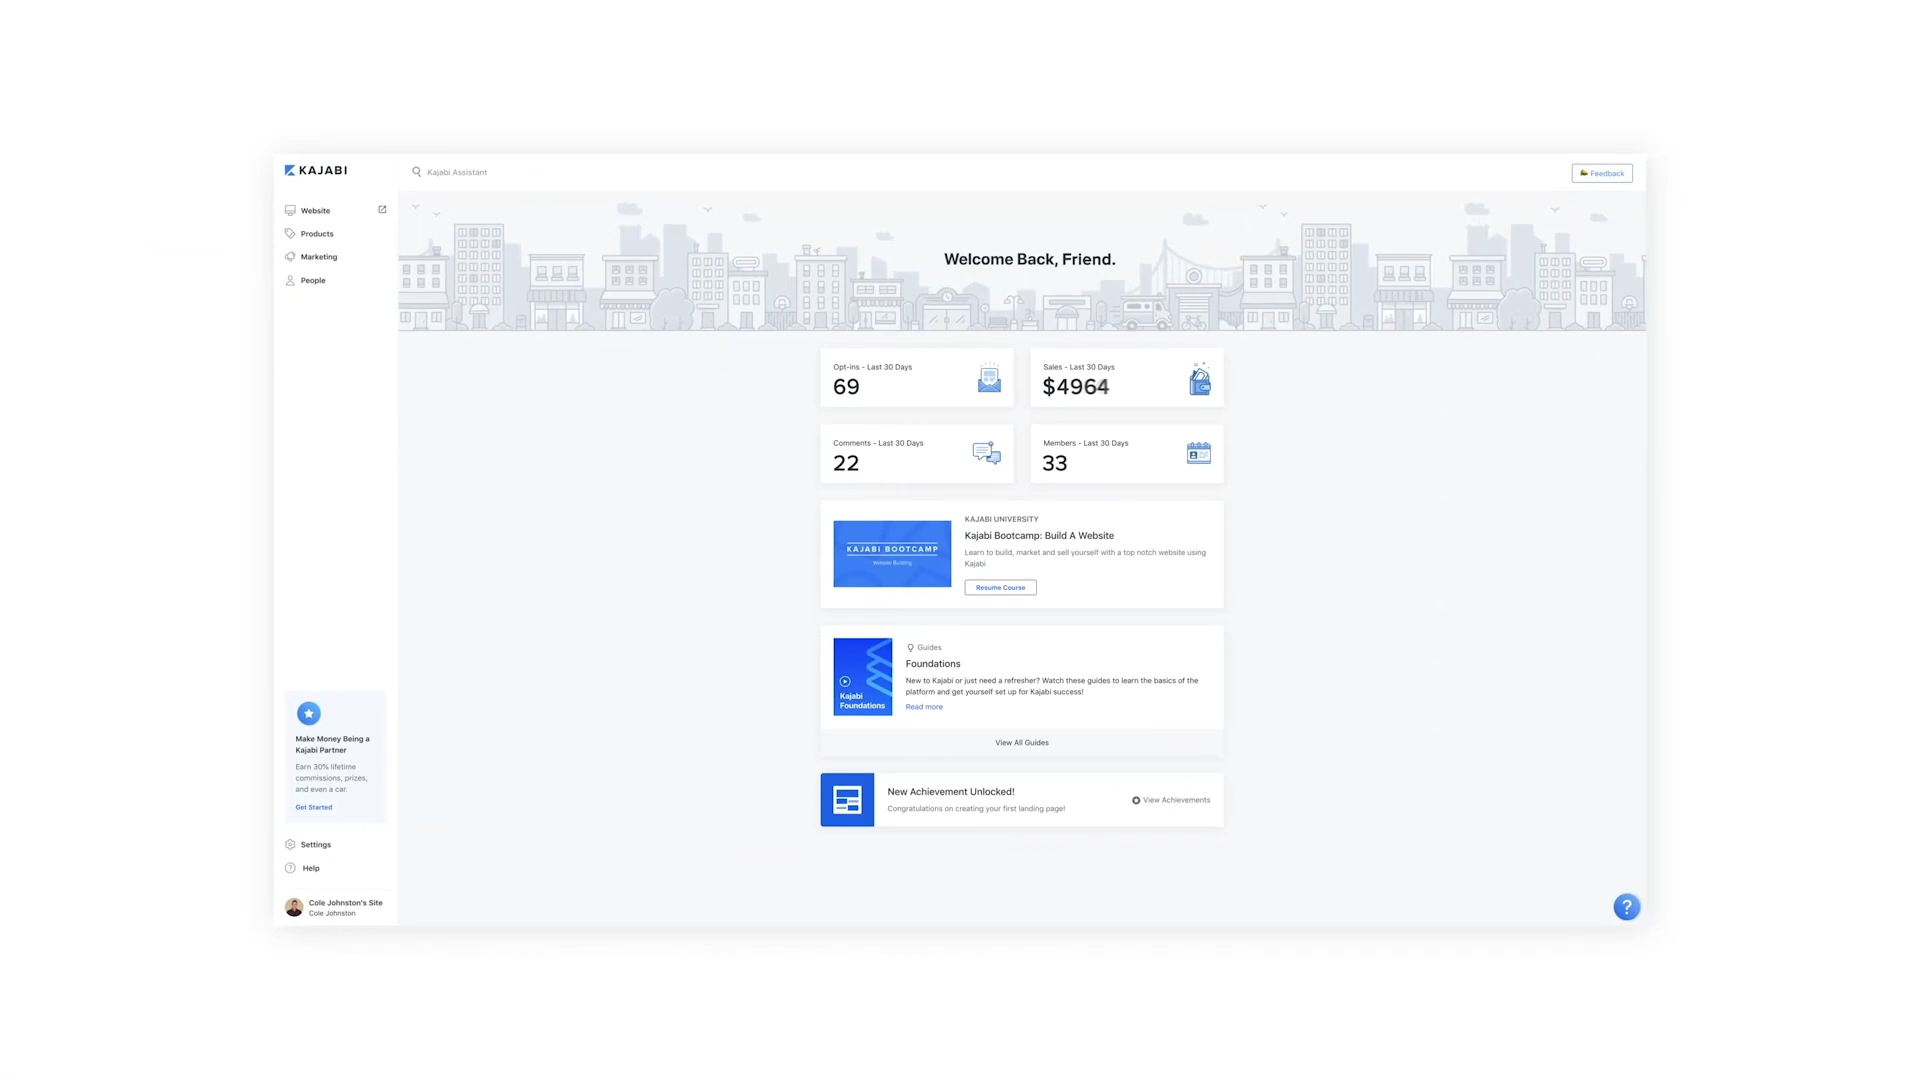 KAJABI
Kajabi Assistant
Feedback
Website
Products
Marketing
People
Welcome Back, Friend.
Opt-ins - Last 30 Days
69
Sales - Last 30 Days
$4964
Comments - Last 30 Days
22
Members - Last 30 Days
33
KAJABI BOOTCAMP
Website Building
KAJABI UNIVERSITY
Kajabi Bootcamp: Build A Website
Learn to build, market and sell yourself with a top notch website using
Kajabi
Resume Course
Kajabi
Foundations
Guides
Foundations
New to Kajabi or just need a refresher? Watch these guides to learn the basics of the
platform and get yourself set up for Kajabi success!
Read more
View All Guides
New Achievement Unlocked!
Congratulations on creating your first landing page!
View Achievements
Make Money Being a
Kajabi Partner
Earn 30% lifetime
commissions, prizes,
and even a car.
Get Started
Settings
Help
Cole Johnston's Site
Cole Johnston
?